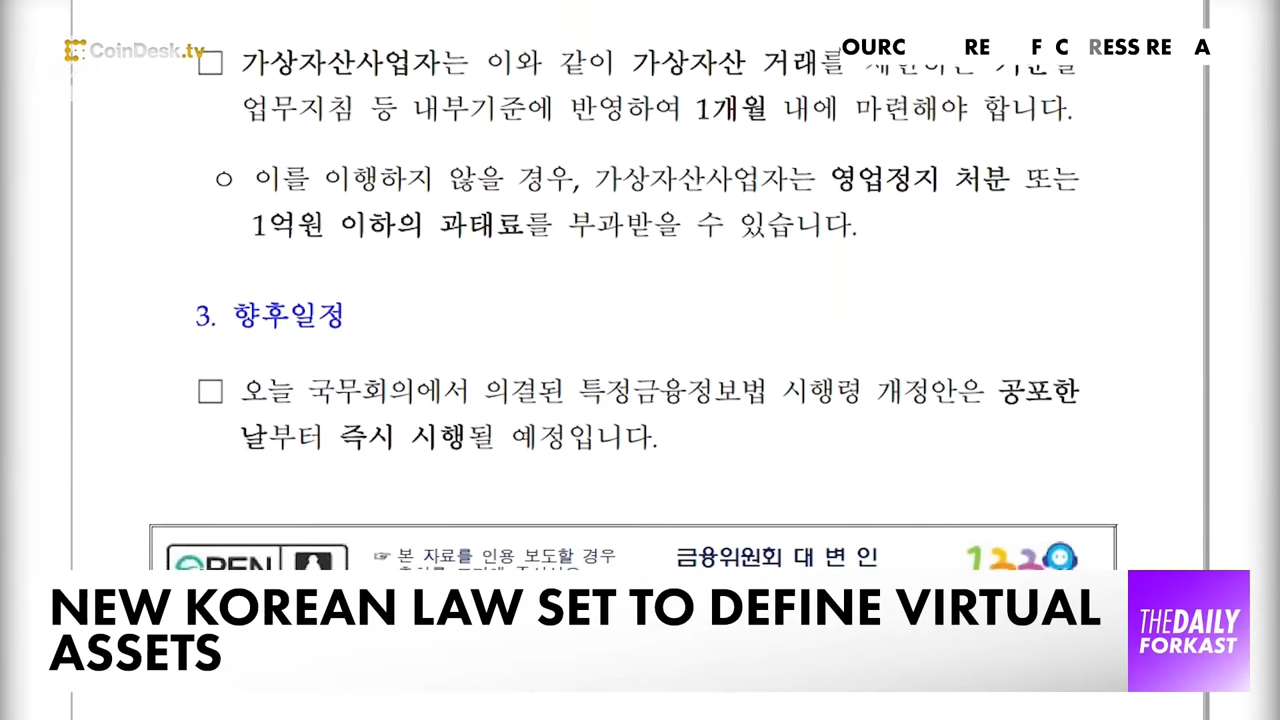 CoinDesk.tv
□ 가상자산사업자는 이와 같이 가상자산 거래를
업무지침 등 내부기준에 반영하여 1개월 내에 마련해야 합니다.
○ 이를 이행하지 않을 경우, 가상자산사업자는 영업정지 처분 또는
1억원 이하의 과태료를 부과받을 수 있습니다.
3. 향후일정
□ 오늘 국무회의에서 의결된 특정금융정보법 시행령 개정안은 공포한
날부터 즉시 시행될 예정입니다.
OPEN
☞ 본 자료를 인용 보도할 경우
금융위원회 대 변 인
NEW KOREAN LAW SET TO DEFINE VIRTUAL
ASSETS
THE DAILY
FORKAST